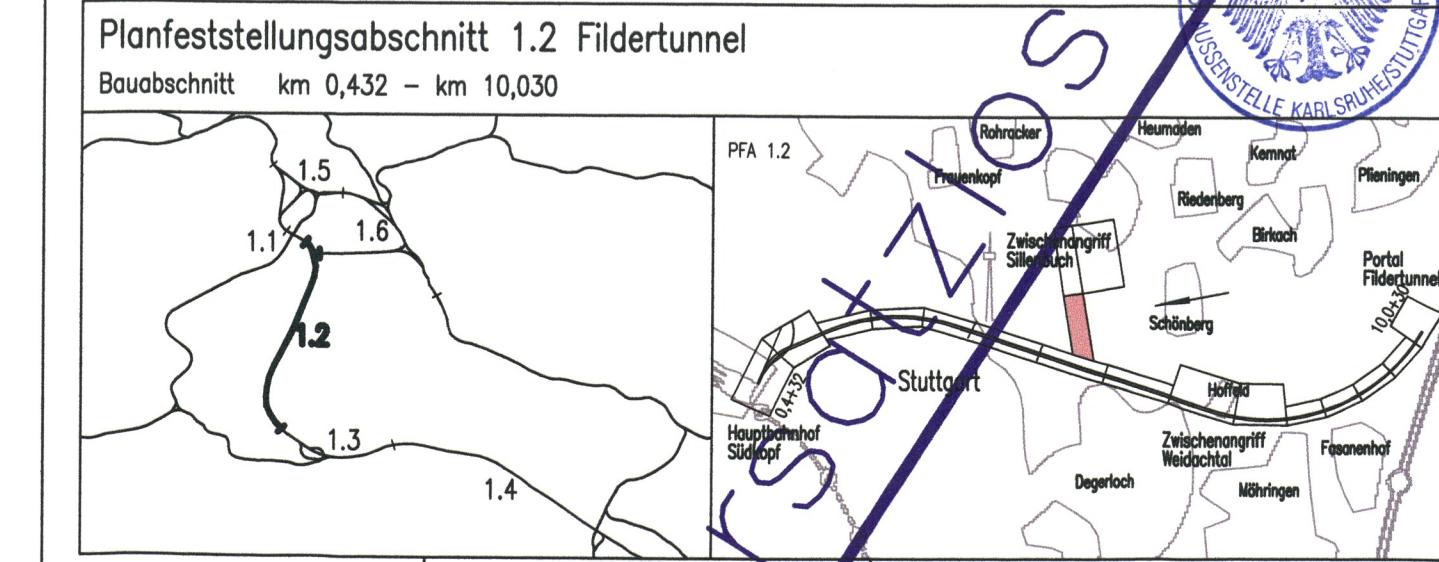 Planfeststellungsabschnitt 1.2 Fildertunnel
Bauabschnitt km 0,432 – km 10,030
AUSSENSTELLE KARLSRUHE/STUTTGAR
1.5
1.1
1.6
1.2
1.3
1.4
PFA 1.2
Rohracker
Heumaden
Kemnat
Plieningen
Frauenkopf
Riedenberg
Birkach
Zwischenangriff
Sillenbuch
Portal
Fildertunnel
10,0+30
Schönberg
Stuttgart
Hoffeld
0,4+32
Hauptbahnhof
Südkopf
Zwischenangriff
Weidachtal
Fasanenhof
Degerloch
Möhringen